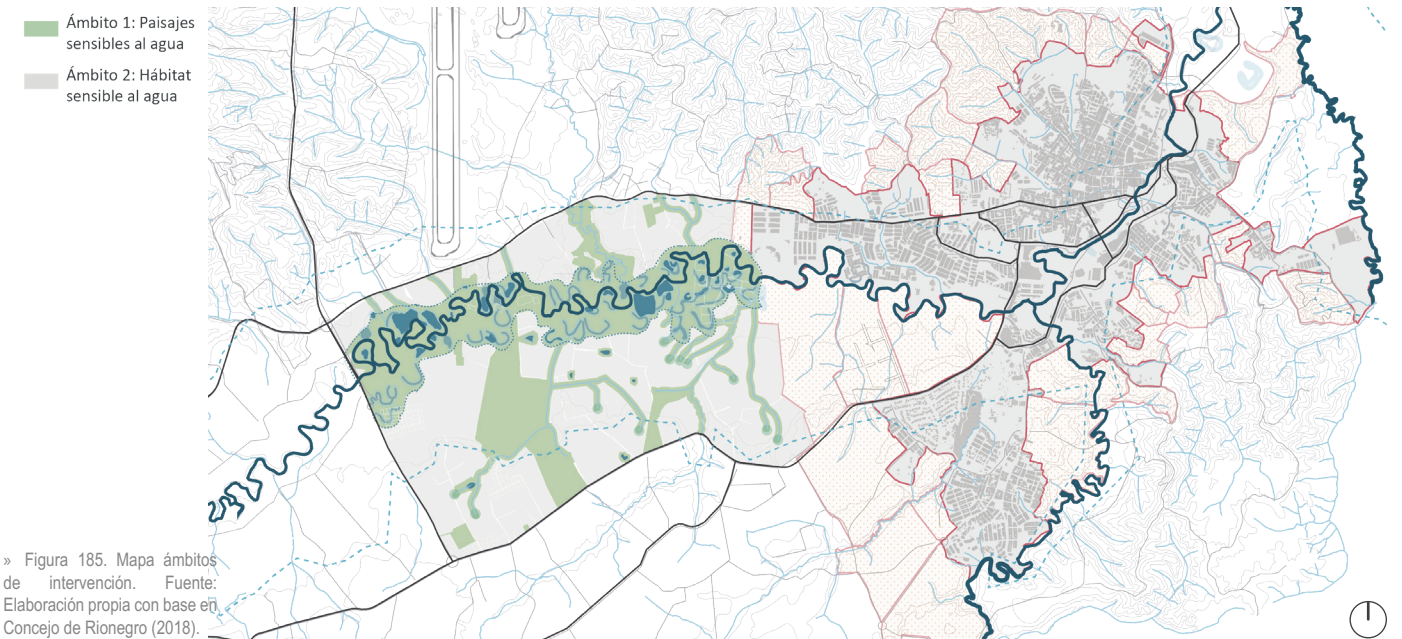 Ámbito 1: Paisajes
sensibles al agua
Ámbito 2: Hábitat
sensible al agua
» Figura 185. Mapa ámbitos
de intervención. Fuente:
Elaboración propia con base en
Concejo de Rionegro (2018).